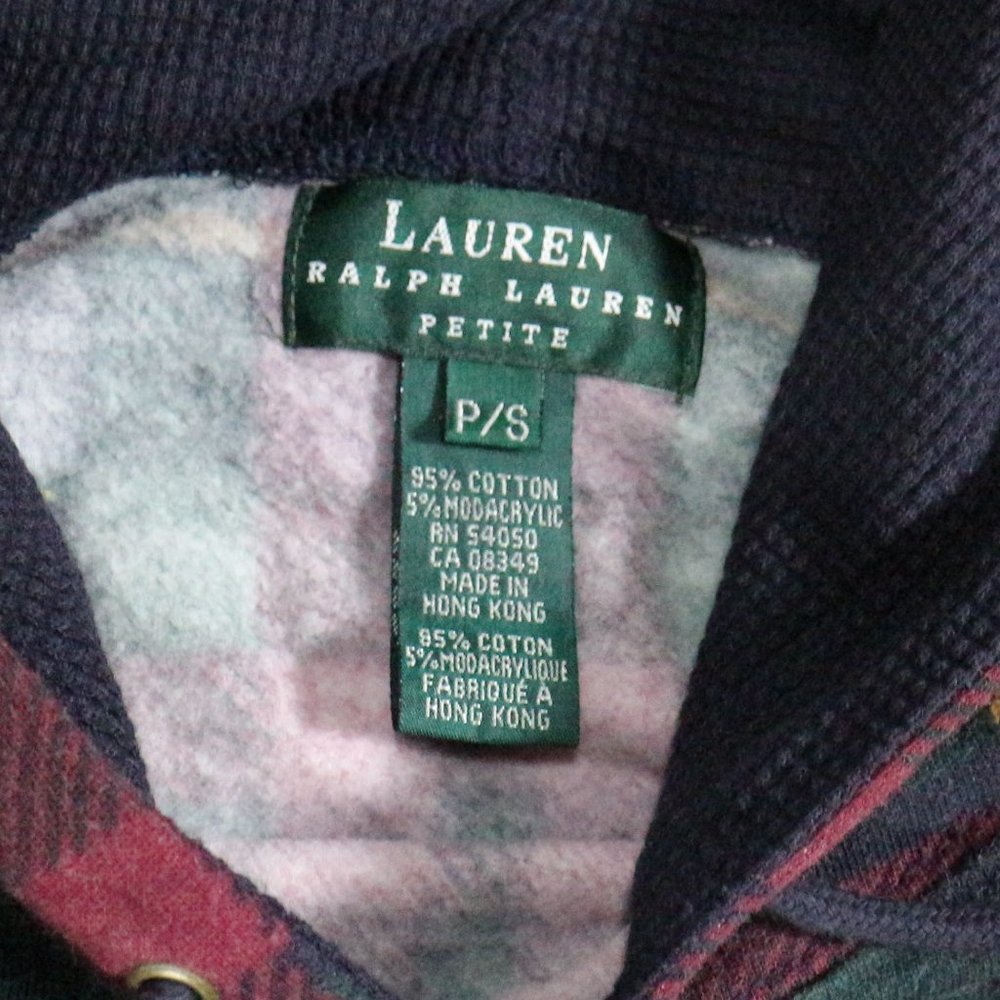 LAUREN
RALPH LAUREN
PETITE
P/S
95% COTTON
5% MODACRYLIC
RN 54050
CA 08349
MADE IN
HONG KONG
95% COTON
5% MODACRYLIQUE
FABRIQUÉ À
HONG KONG